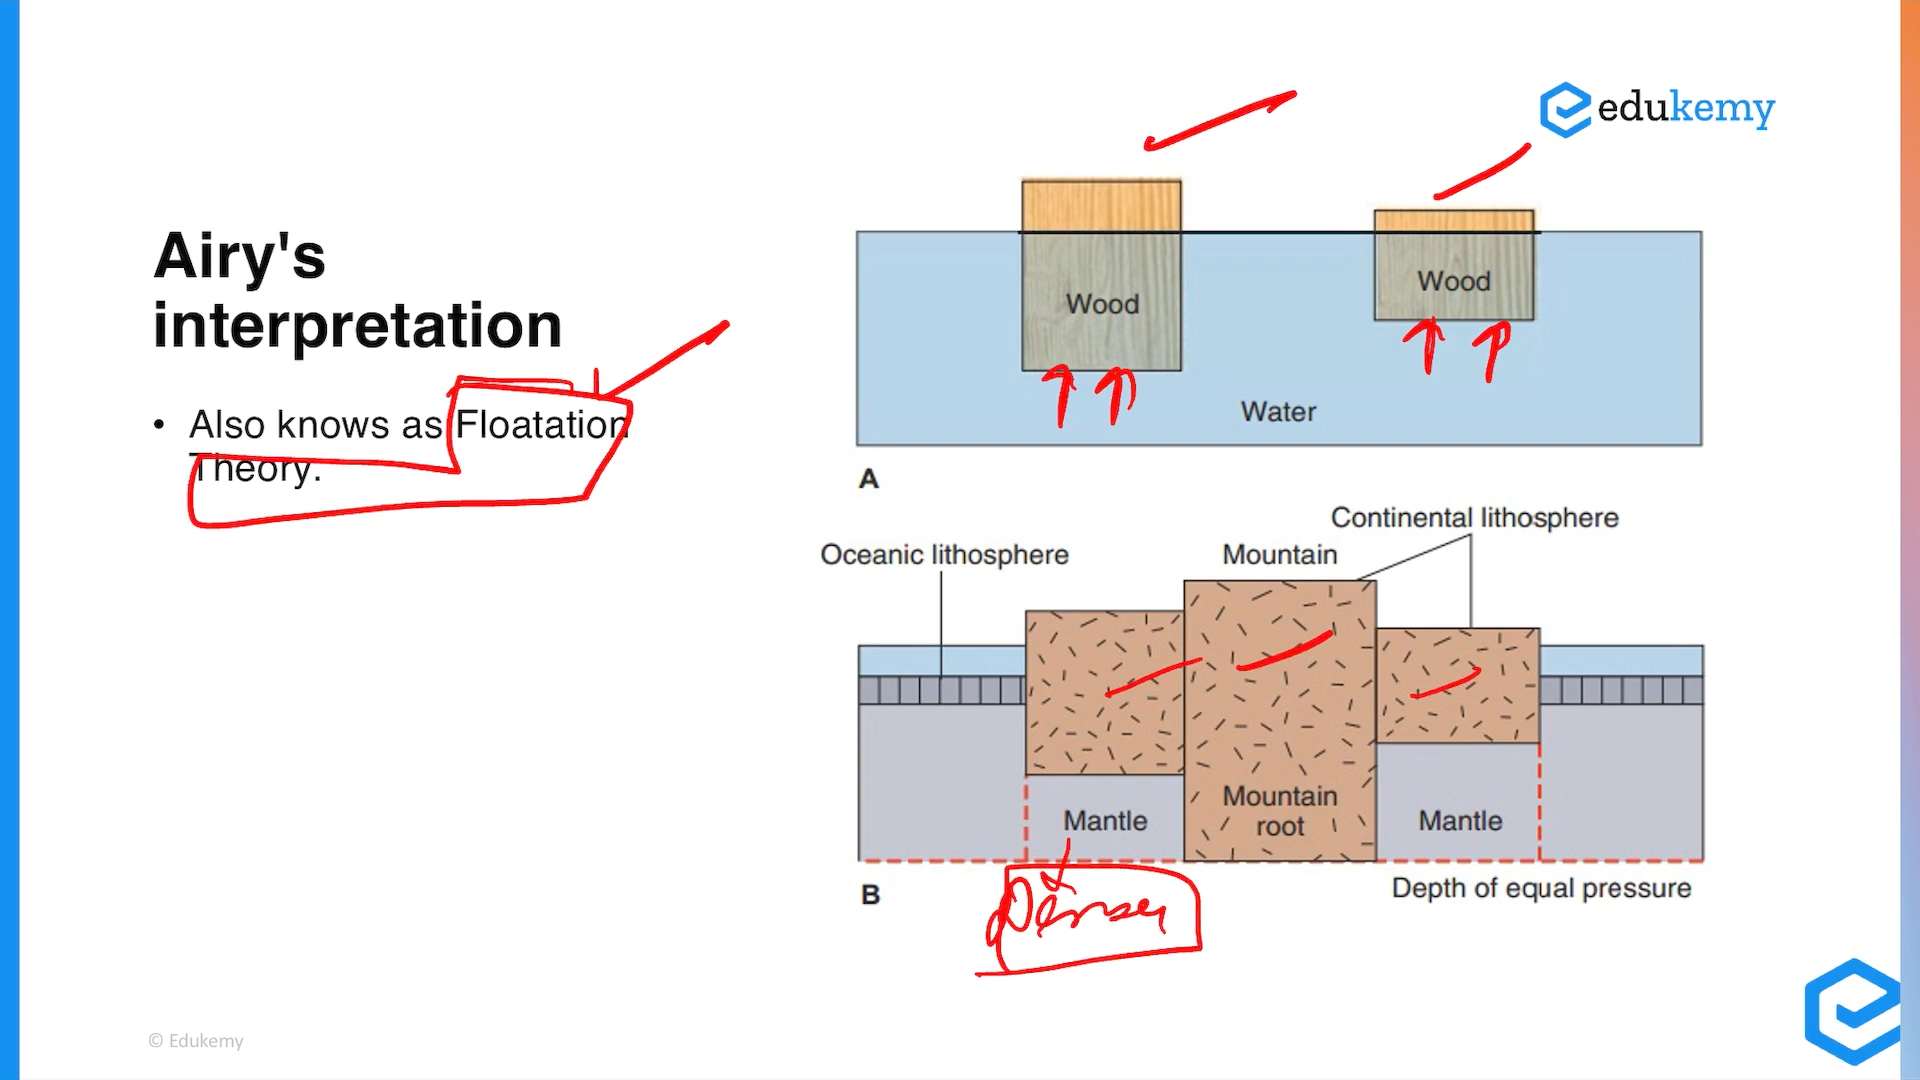 edukemy
Airy's
interpretation
• Also knows as Floatation
Theory.
Wood
Wood
Water
A
Continental lithosphere
Oceanic lithosphere
Mountain
Mantle
Mountain
root
Mantle
Depth of equal pressure
B
Denser
© Edukemy